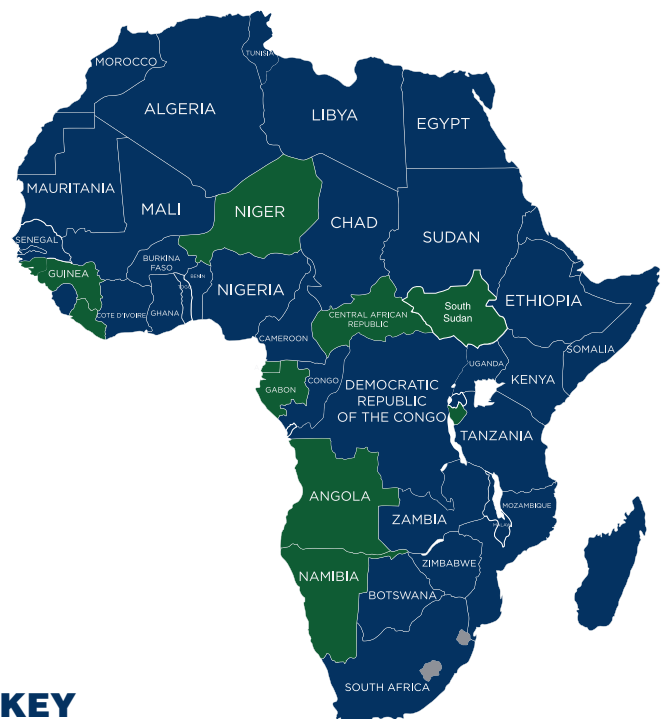 MOROCCO
TUNISIA
ALGERIA
LIBYA
EGYPT
MAURITANIA
MALI
NIGER
CHAD
SUDAN
SENEGAL
GUINEA
BURKINA
FASO
BENIN
NIGERIA
COTE D'IVOIRE
GHANA
CENTRAL AFRICAN
REPUBLIC
South
Sudan
ETHIOPIA
SOMALIA
CAMEROON
GABON
CONGO
DEMOCRATIC
REPUBLIC
OF THE CONGO
UGANDA
KENYA
TANZANIA
ANGOLA
ZAMBIA
MOZAMBIQUE
ZIMBABWE
NAMIBIA
BOTSWANA
SOUTH AFRICA
KEY